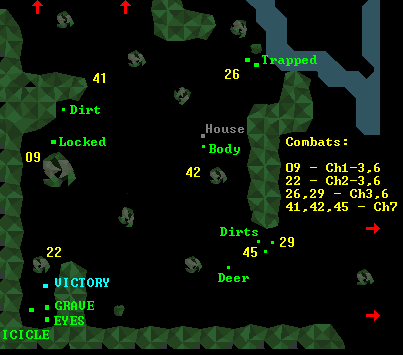 Trapped
26
41
Dirt
House
Locked
Body
Combats:
09
42
09 - Ch1-3,6
22 - Ch2-3,6
26,29 - Ch3,6
41,42,45 - Ch7
Dirts
29
22
45
Deer
VICTORY
GRAVE
EYES
ICICLE